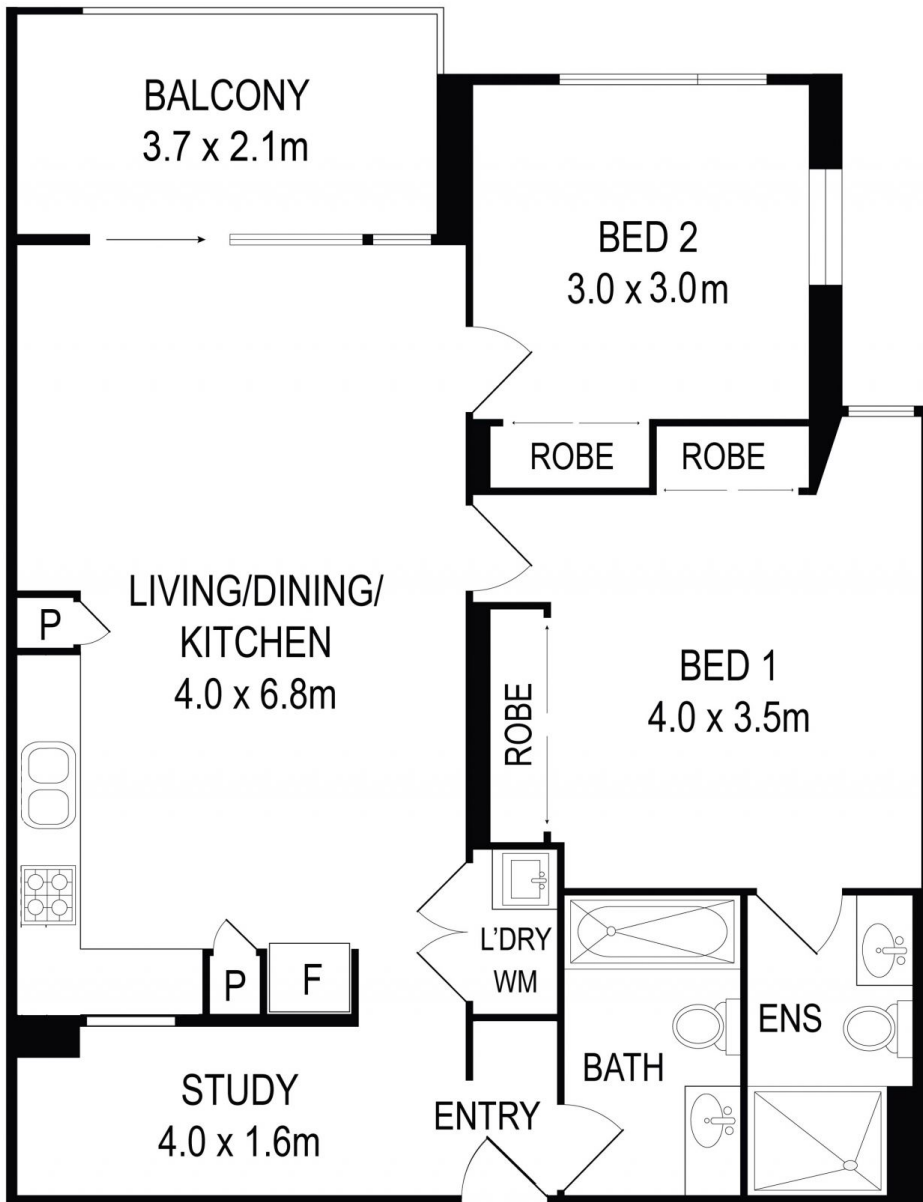 BALCONY
3.7 x 2.1m
BED 2
3.0 x 3.0m
ROBE
ROBE
LIVING/DINING/
KITCHEN
4.0 x 6.8m
P
ROBE
BED 1
4.0 x 3.5m
L'DRY
WM
P
F
ENS
BATH
STUDY
4.0 x 1.6m
ENTRY